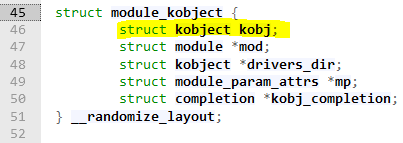 45 struct module_kobject {
46 struct kobject kobj;
47 struct module *mod;
48 struct kobject *drivers_dir;
49 struct module_param_attrs *mp;
50 struct completion *kobj_completion;
51 } __randomize_layout;
52